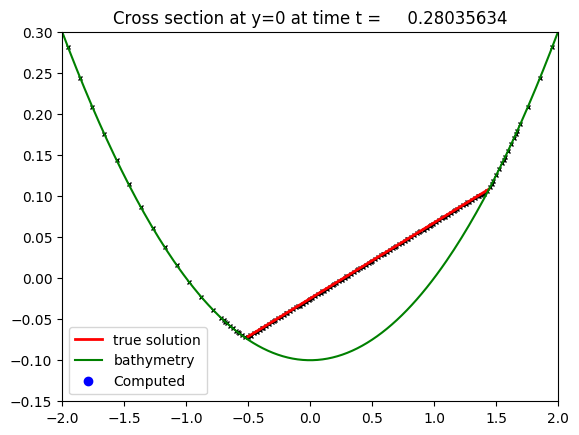 Cross section at y=0 at time t =     0.28035634
0.30
0.25
0.20
0.15
0.10
0.05
0.00
−0.05
−0.10
−0.15
true solution
bathymetry
Computed
−2.0 −1.5 −1.0 −0.5 0.0 0.5 1.0 1.5 2.0